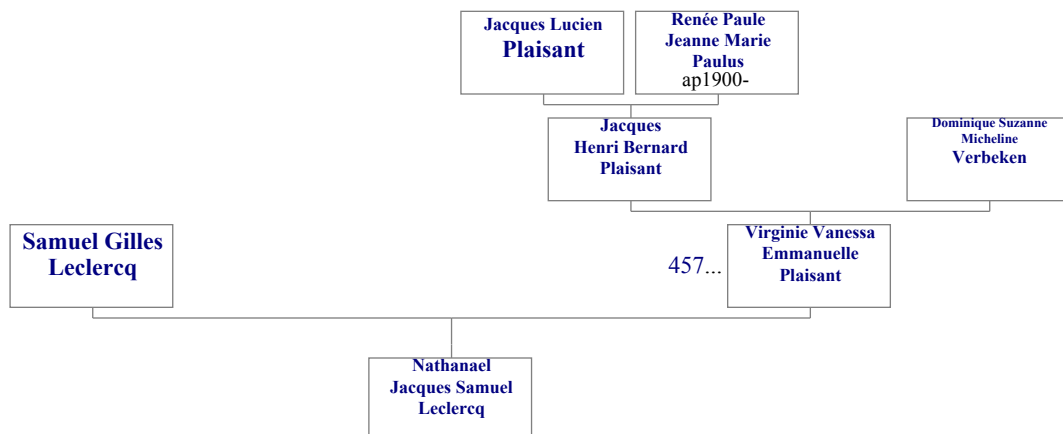 Jacques Lucien
Plaisant
Renée Paule
Jeanne Marie
Paulus
ap1900-
Jacques
Henri Bernard
Plaisant
Dominique Suzanne
Micheline
Verbeken
Samuel Gilles
Leclercq
457...
Virginie Vanessa
Emmanuelle
Plaisant
Nathanael
Jacques Samuel
Leclercq